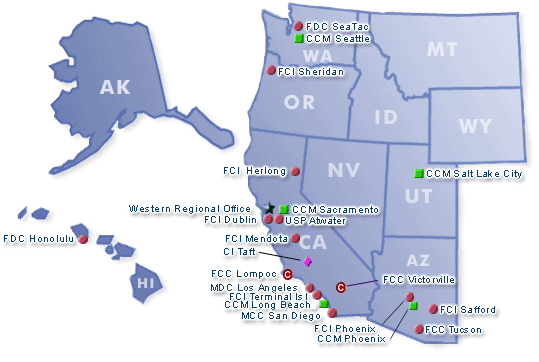 FDC SeaTac
CCM Seattle
WA
MT
FCI Sheridan
AK
OR
ID
WY
FCI Herlong
NV
CCM Salt Lake City
UT
Western Regional Office
CCM Sacramento
FCI Dublin
USP Atwater
FDC Honolulu
FCI Mendota
CA
CI Taft
AZ
FCC Lompoc
C
C
FCC Victorville
HI
MDC Los Angeles
FCI Terminal Isl
CCM Long Beach
MCC San Diego
FCI Safford
FCI Phoenix
CCM Phoenix
FCC Tucson